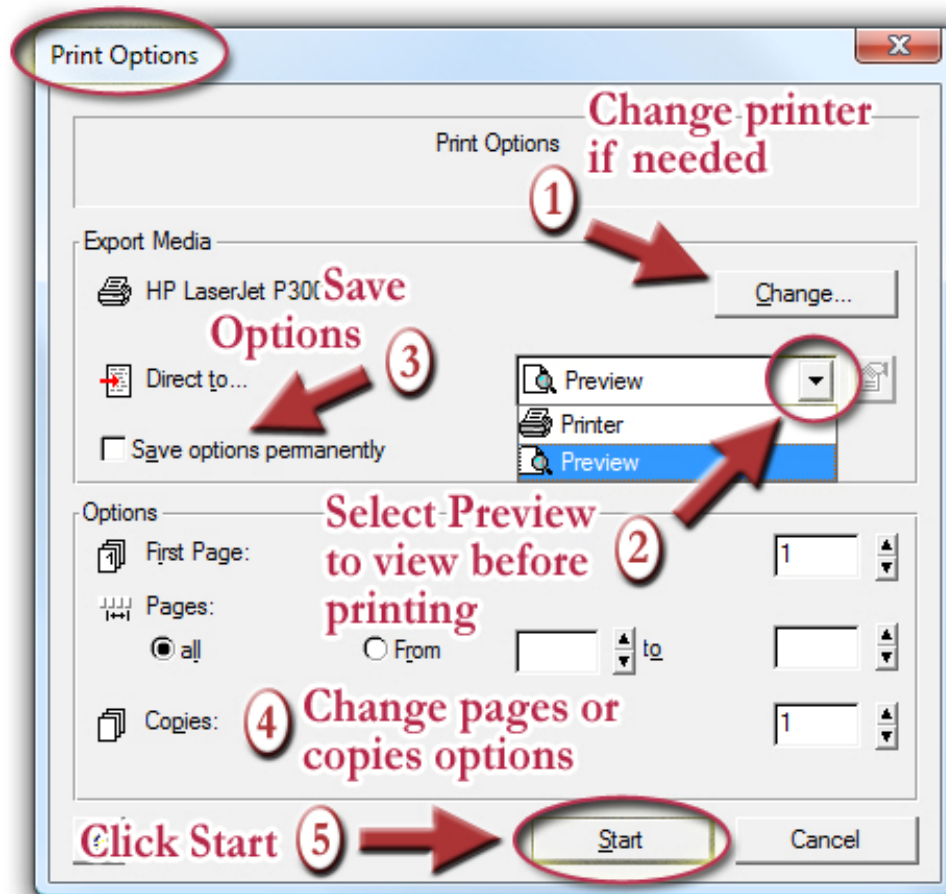 Print Options
Print Options
Change printer
if needed
1
Export Media
HP LaserJet P300
Change...
Save
Options
3
Direct to...
Preview
Printer
Preview
Save options permanently
Options
Select Preview
to view before
printing
2
First Page:
1
Pages:
all
From
to
Copies:
1
4
Change pages or
copies options
Click Start
5
Start
Cancel